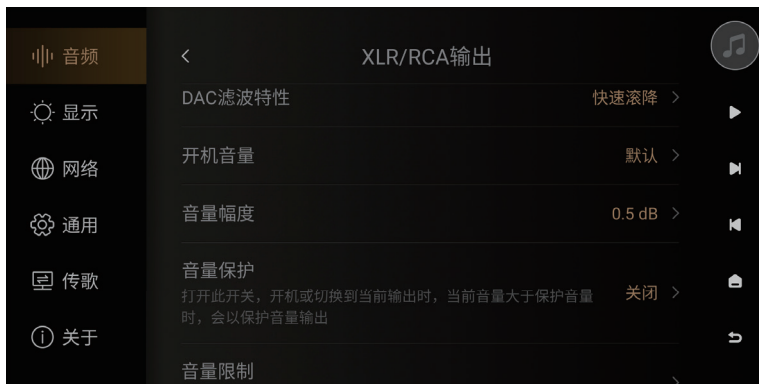 音频
显示
网络
通用
传歌
关于
XLR/RCA输出
DAC滤波特性
快速滚降
开机音量
默认
音量幅度
0.5 dB
音量保护
打开此开关，开机或切换到当前输出时，当前音量大于保护音量
时，会以保护音量输出
关闭
音量限制